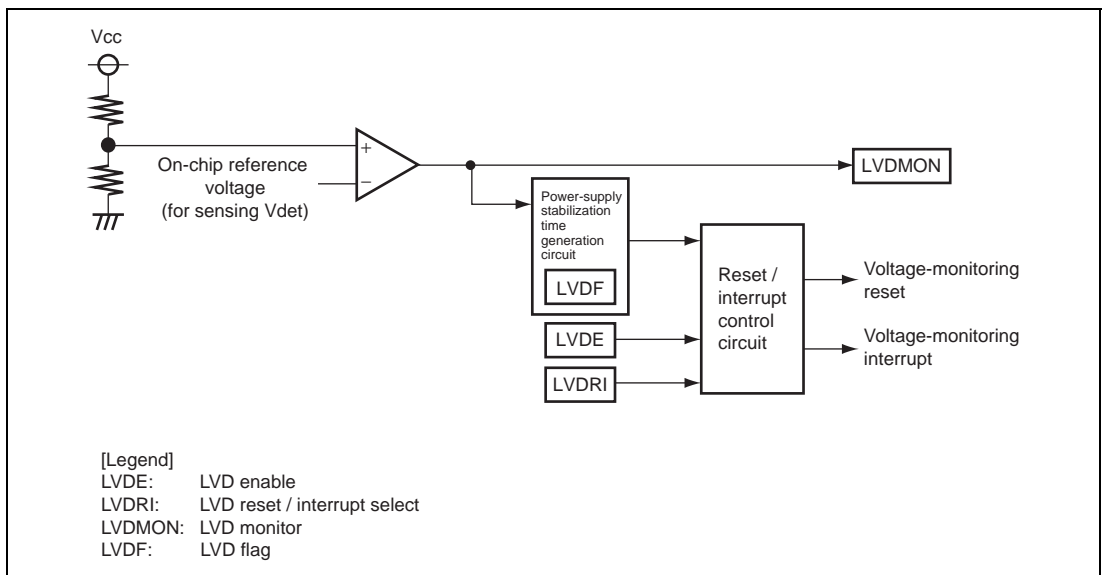 Vcc
On-chip reference
voltage
(for sensing Vdet)
+
−
LVDMON
Power-supply
stabilization
time
generation
circuit
LVDF
LVDE
LVDRI
Reset /
interrupt
control
circuit
Voltage-monitoring
reset
Voltage-monitoring
interrupt
[Legend]
LVDE: LVD enable
LVDRI: LVD reset / interrupt select
LVDMON: LVD monitor
LVDF: LVD flag